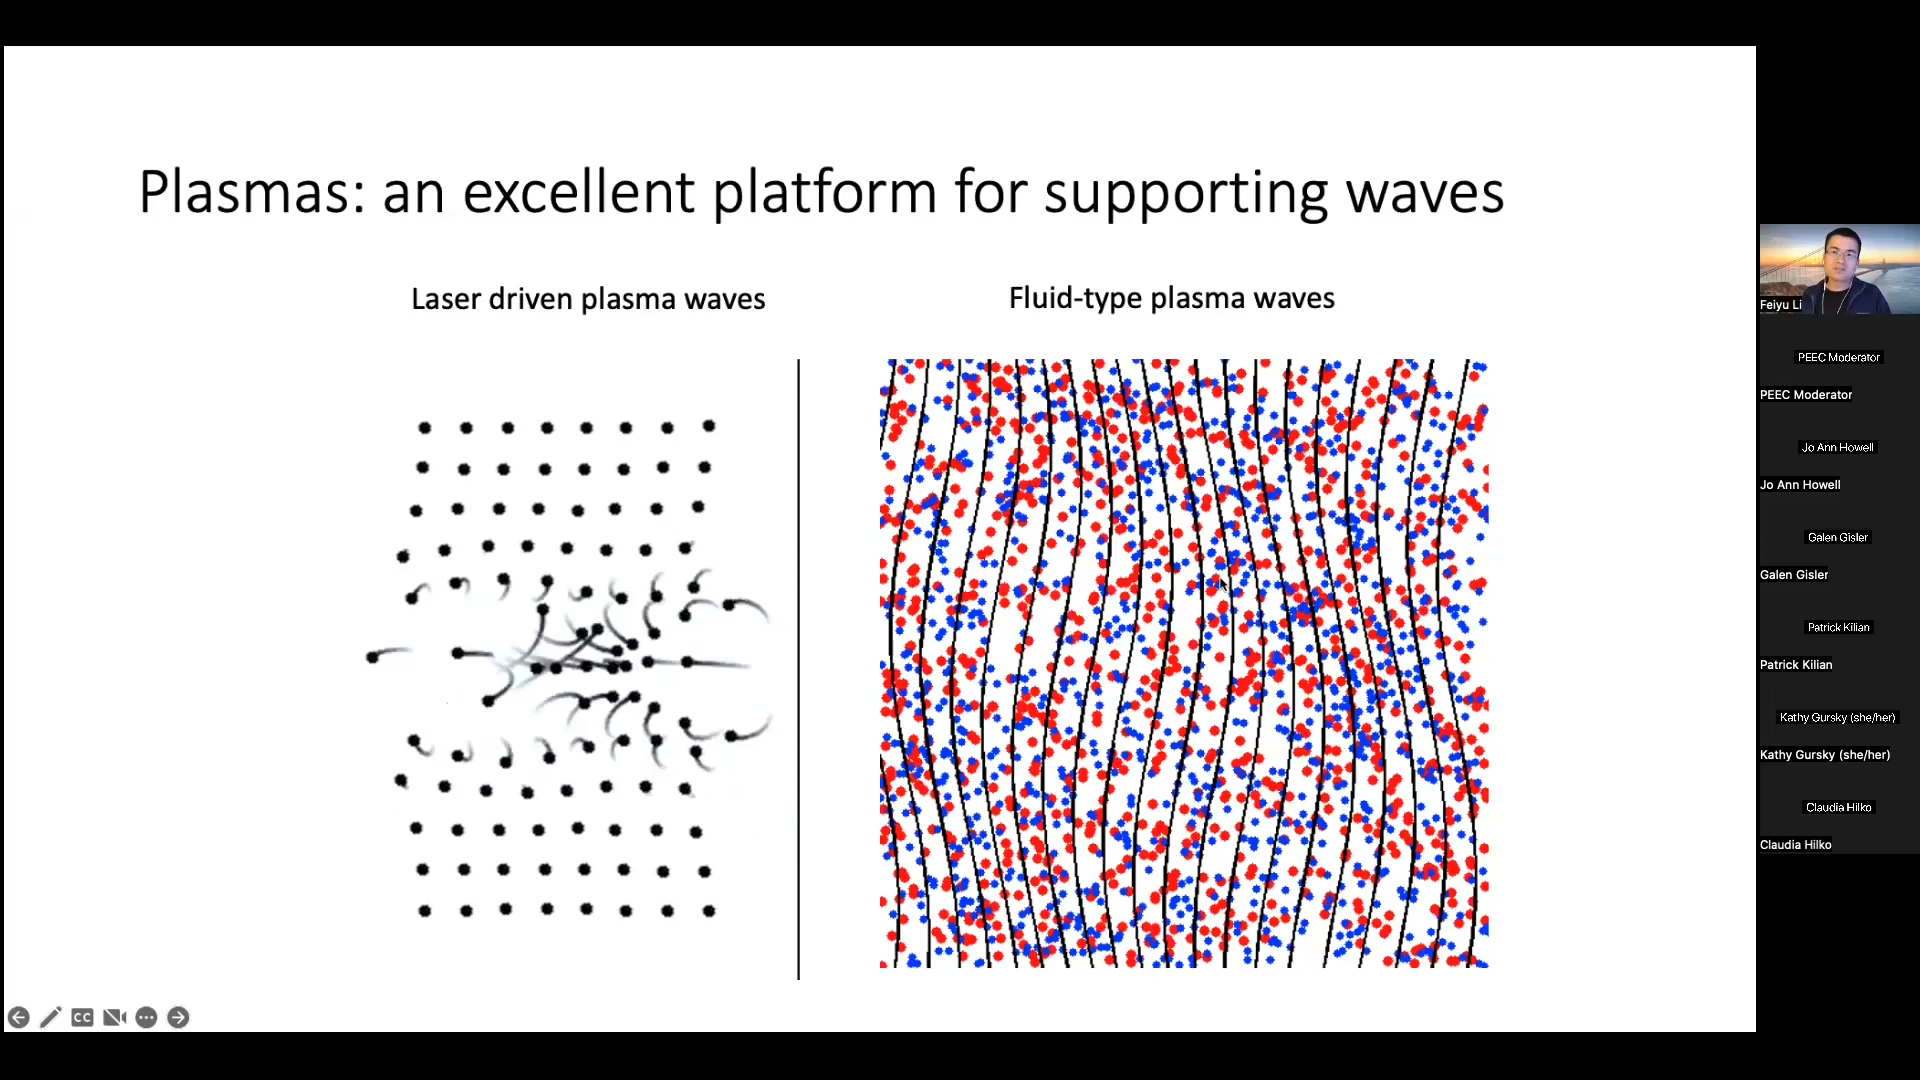 Plasmas: an excellent platform for supporting waves
Laser driven plasma waves
Fluid-type plasma waves
CC
Feiyu Li
PEEC Moderator
PEEC Moderator
Jo Ann Howell
Jo Ann Howell
Galen Gisler
Galen Gisler
Patrick Kilian
Patrick Kilian
Kathy Gursky (she/her)
Kathy Gursky (she/her)
Claudia Hilko
Claudia Hilko